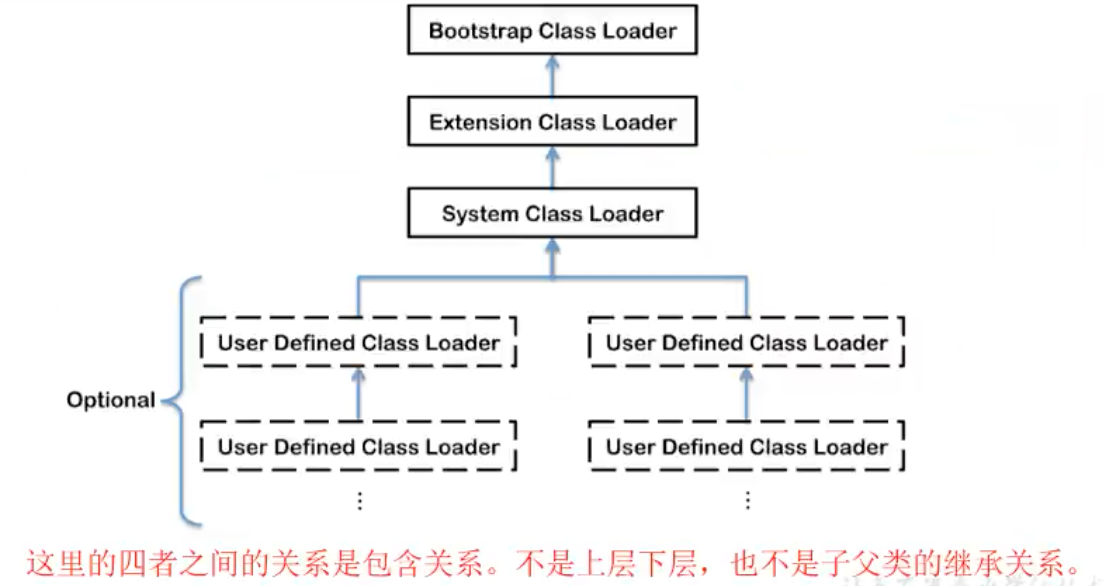 Bootstrap Class Loader
Extension Class Loader
System Class Loader
User Defined Class Loader
User Defined Class Loader
Optional
User Defined Class Loader
User Defined Class Loader
⋮
⋮
这里的四者之间的关系是包含关系。不是上层下层，也不是子父类的继承关系。